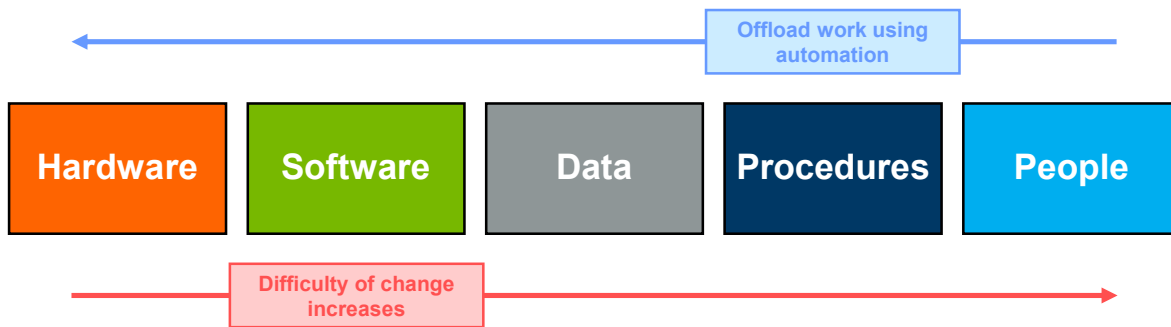 Offload work using
automation
Hardware
Software
Data
Procedures
People
Difficulty of change
increases